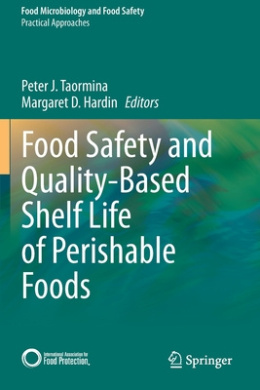 Food Microbiology and Food Safety
Practical Approaches
Peter J. Taormina
Margaret D. Hardin Editors
Food Safety and
Quality-Based
Shelf Life
of Perishable
Foods
International Association for
Food Protection
Springer